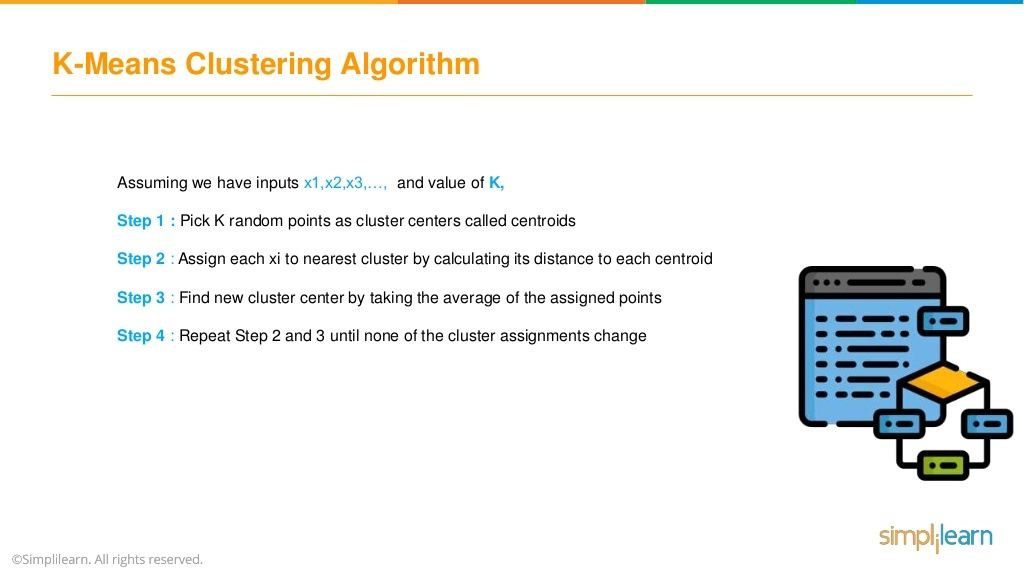 K-Means Clustering Algorithm
Assuming we have inputs x1,x2,x3,…, and value of K,
Step 1 : Pick K random points as cluster centers called centroids
Step 2 : Assign each xi to nearest cluster by calculating its distance to each centroid
Step 3 : Find new cluster center by taking the average of the assigned points
Step 4 : Repeat Step 2 and 3 until none of the cluster assignments change
simplilearn
©Simplilearn. All rights reserved.